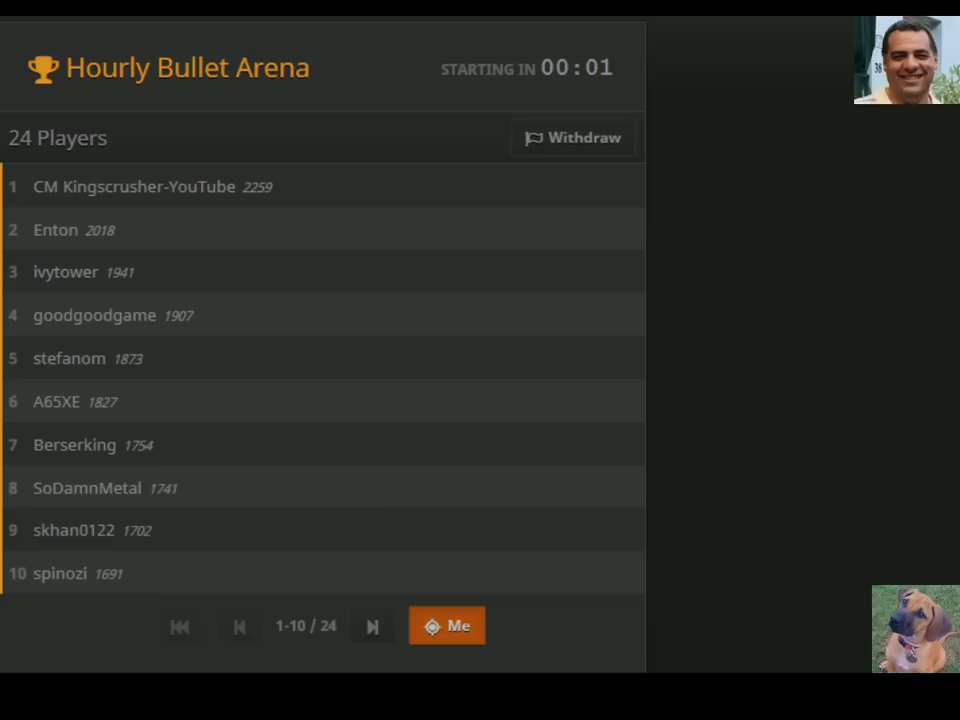 Hourly Bullet Arena STARTING IN 00:01
24 Players Withdraw
1 CM Kingscrusher-YouTube 2259
2 Enton 2018
3 ivytower 1941
4 goodgoodgame 1907
5 stefanom 1873
6 A65XE 1827
7 Berserking 1754
8 SoDamnMetal 1741
9 skhan0122 1702
10 spinozi 1691
1-10 / 24 Me